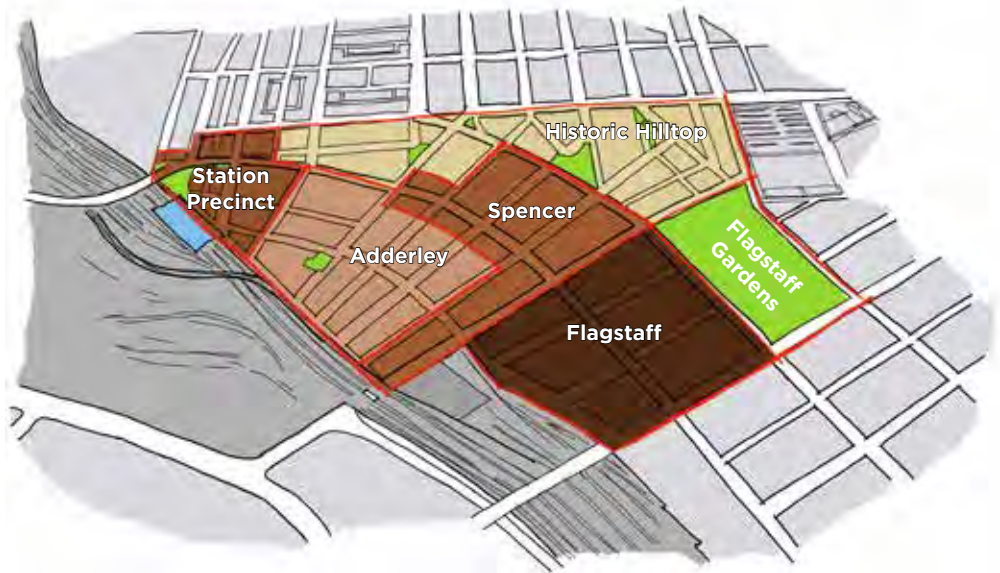 Historic Hilltop
Station
Precinct
Spencer
Adderley
Flagstaff
Gardens
Flagstaff